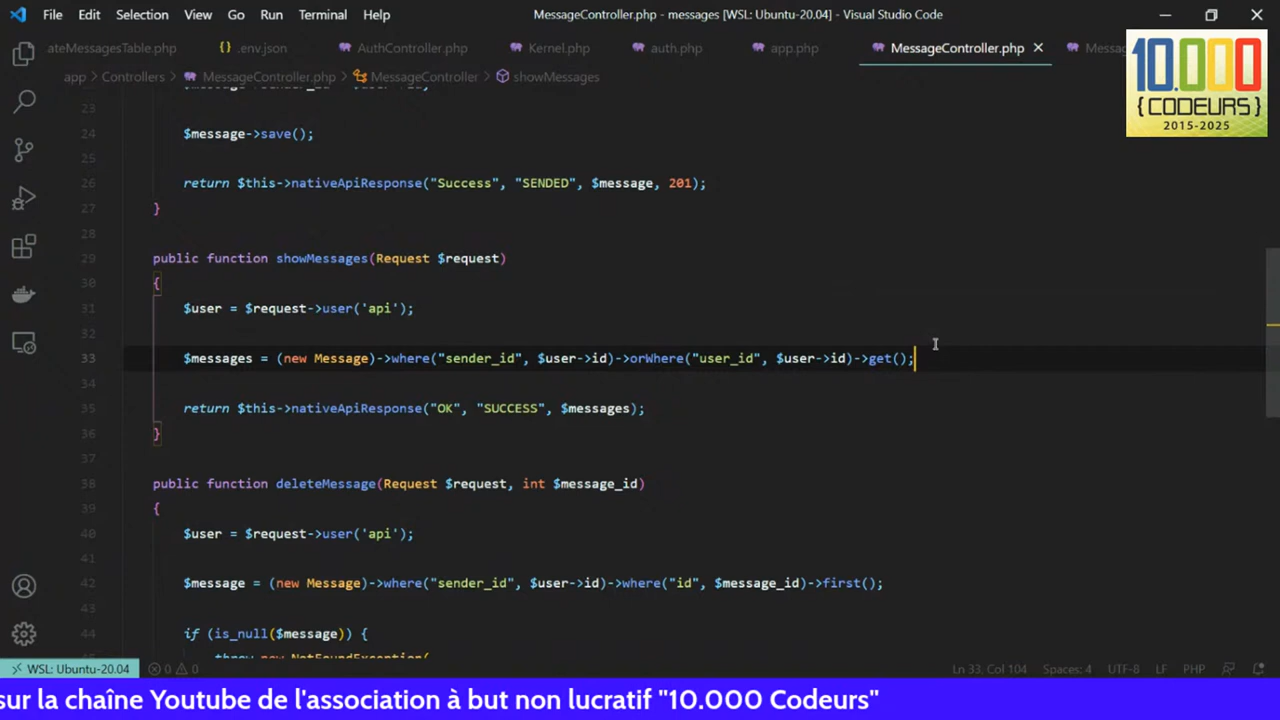 File Edit Selection View Go Run Terminal Help MessageController.php - messages [WSL: Ubuntu-20.04] - Visual Studio Code
ateMessagesTable.php {} .env.json AuthController.php Kernel.php auth.php app.php MessageController.php
10.000
{CODEURS}
2015-2025
app > Controllers > MessageController.php > MessageController > showMessages
23
24 $message->save();
25
26 return $this->nativeApiResponse("Success", "SENDED", $message, 201);
27 }
28
29 public function showMessages(Request $request)
30 {
31 $user = $request->user('api');
32
33 $messages = (new Message)->where("sender_id", $user->id)->orWhere("user_id", $user->id)->get();
34
35 return $this->nativeApiResponse("OK", "SUCCESS", $messages);
36 }
37
38 public function deleteMessage(Request $request, int $message_id)
39 {
40 $user = $request->user('api');
41
42 $message = (new Message)->where("sender_id", $user->id)->where("id", $message_id)->first();
43
44 if (is_null($message)) {
throw new NotFoundException(
WSL: Ubuntu-20.04 0 0 Ln 33, Col 104 Spaces: 4 UTF-8 LF PHP
sur la chaîne Youtube de l'association à but non lucratif "10.000 Codeurs"